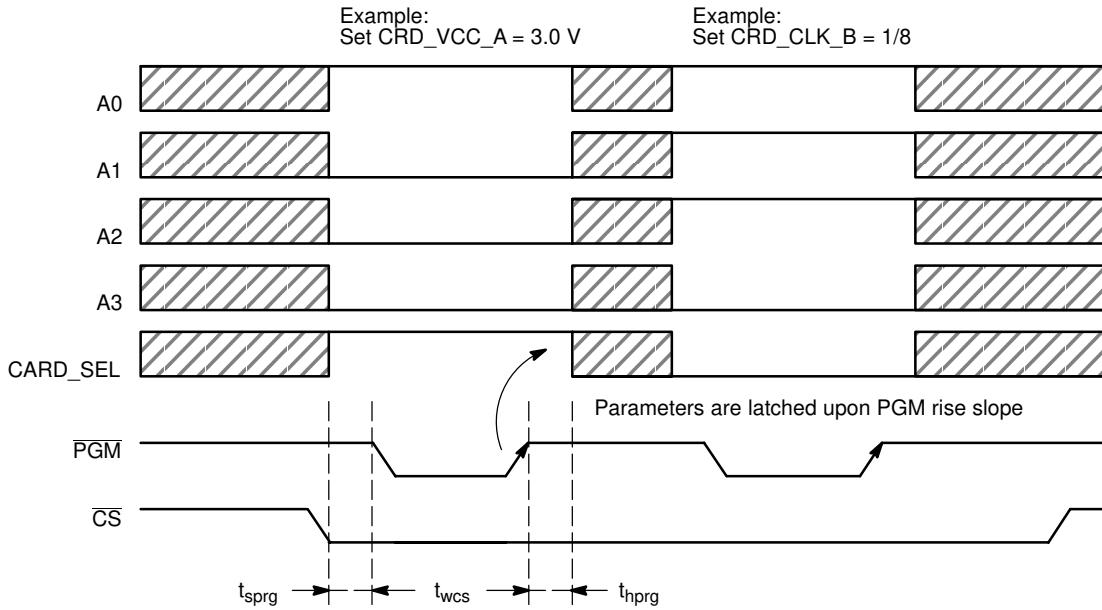 Example:
Set CRD_VCC_A = 3.0 V
Example:
Set CRD_CLK_B = 1/8
A0
A1
A2
A3
CARD_SEL
Parameters are latched upon PGM rise slope
PGM
CS
tsprg
twcs
thprg